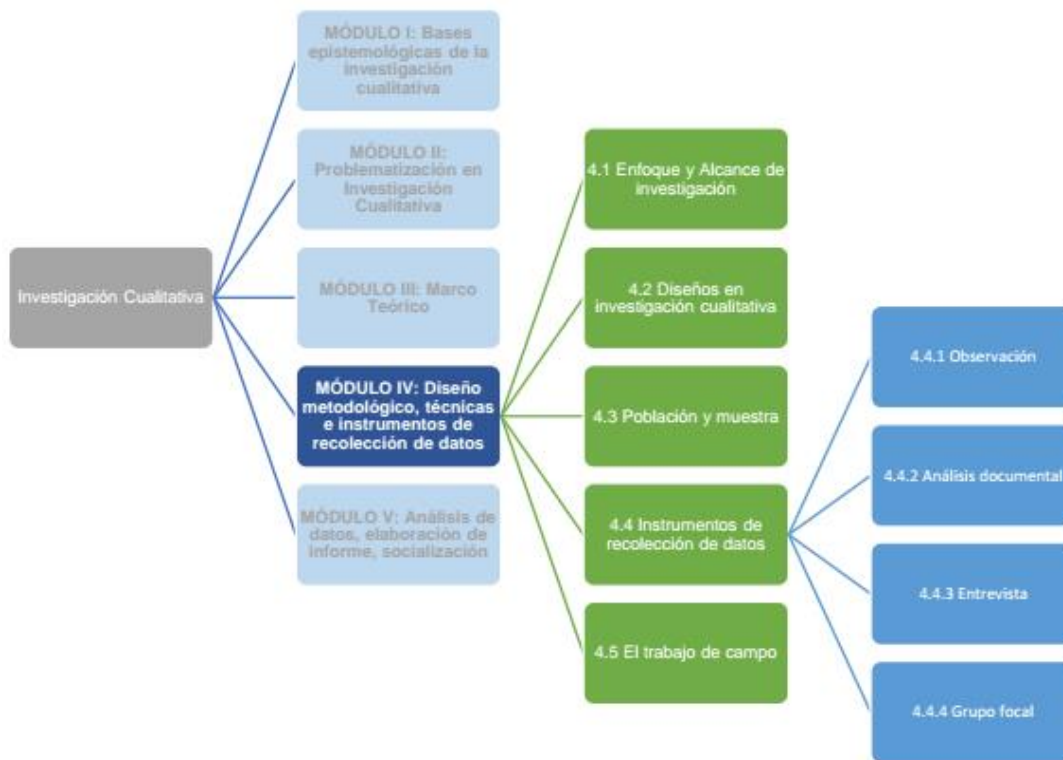 MÓDULO I: Bases
epistemológicas de la
investigación
cualitativa
MÓDULO II:
Problematización en
Investigación
Cualitativa
Investigación Cualitativa
MÓDULO III: Marco
Teórico
MÓDULO IV: Diseño
metodológico, técnicas
e instrumentos de
recolección de datos
MÓDULO V: Análisis de
datos, elaboración de
informe, socialización
4.1 Enfoque y Alcance de
investigación
4.2 Diseños en
investigación cualitativa
4.3 Población y muestra
4.4 Instrumentos de
recolección de datos
4.5 El trabajo de campo
4.4.1 Observación
4.4.2 Análisis documental
4.4.3 Entrevista
4.4.4 Grupo focal